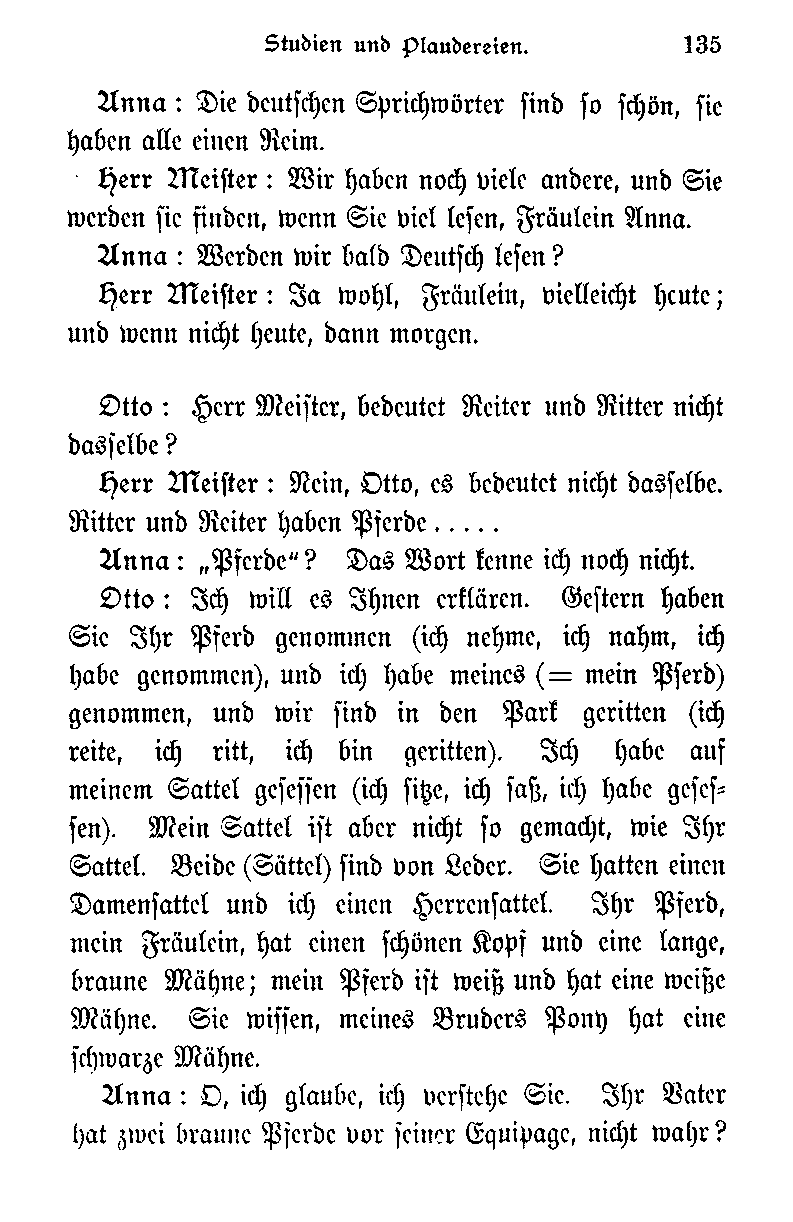 Studien und Plaudereien. 135
Anna: Die deutschen Sprichwörter sind so schön, sie
haben alle einen Reim.
Herr Meister: Wir haben noch viele andere, und Sie
werden sie finden, wenn Sie viel lesen, Fräulein Anna.
Anna: Werden wir bald Deutsch lesen?
Herr Meister: Ja wohl, Fräulein, vielleicht heute;
und wenn nicht heute, dann morgen.
Otto: Herr Meister, bedeutet Reiter und Ritter nicht
dasselbe?
Herr Meister: Nein, Otto, es bedeutet nicht dasselbe.
Ritter und Reiter haben Pferde.....
Anna: „Pferde“? Das Wort kenne ich noch nicht.
Otto: Ich will es Ihnen erklären. Gestern haben
Sie Ihr Pferd genommen (ich nehme, ich nahm, ich
habe genommen), und ich habe meines (= mein Pferd)
genommen, und wir sind in den Park geritten (ich
reite, ich ritt, ich bin geritten). Ich habe auf
meinem Sattel gesessen (ich sitze, ich saß, ich habe geses-
sen). Mein Sattel ist aber nicht so gemacht, wie Ihr
Sattel. Beide (Sättel) sind von Leder. Sie hatten einen
Damensattel und ich einen Herrensattel. Ihr Pferd,
mein Fräulein, hat einen schönen Kopf und eine lange,
braune Mähne; mein Pferd ist weiß und hat eine weiße
Mähne. Sie wissen, meines Bruders Pony hat eine
schwarze Mähne.
Anna: O, ich glaube, ich verstehe Sie. Ihr Vater
hat zwei braune Pferde vor seiner Equipage, nicht wahr?